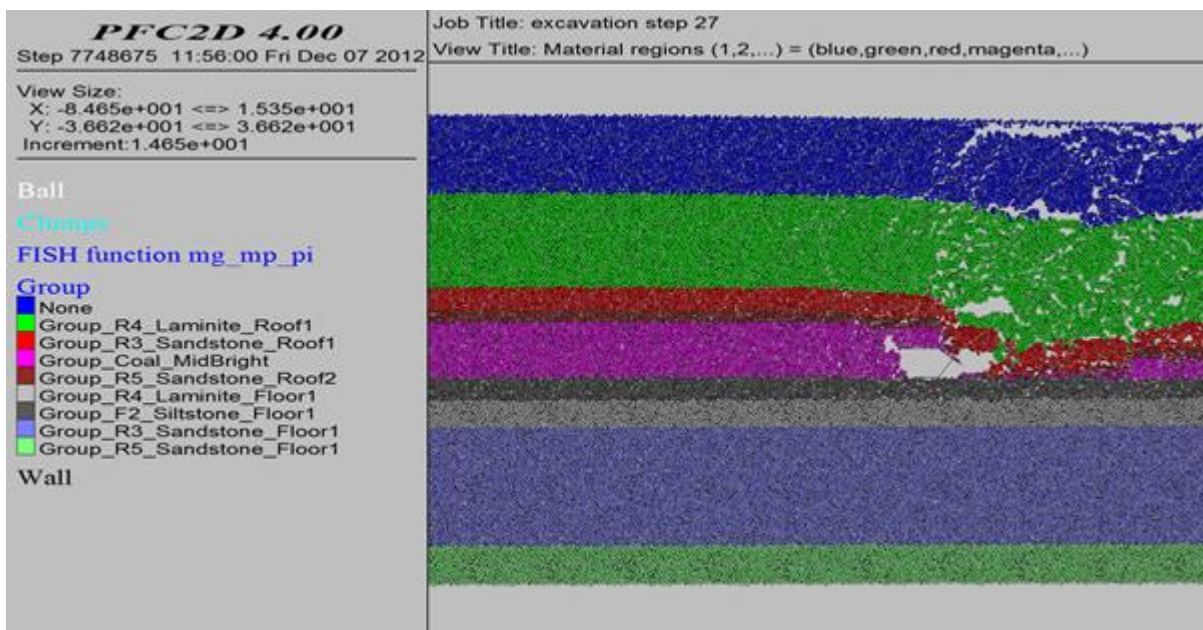 PFC2D 4.00
Step 7748675 11:56:00 Fri Dec 07 2012
View Size:
X: -8.465e+001 <=> 1.535e+001
Y: -3.662e+001 <=> 3.662e+001
Increment:1.465e+001
Ball
Clumps
FISH function mg_mp_pi
Group
None
Group_R4_Laminite_Roof1
Group_R3_Sandstone_Roof1
Group_Coal_MidBright
Group_R5_Sandstone_Roof2
Group_R4_Laminite_Floor1
Group_F2_Siltstone_Floor1
Group_R3_Sandstone_Floor1
Group_R5_Sandstone_Floor1
Wall
Job Title: excavation step 27
View Title: Material regions (1,2,...) = (blue,green,red,magenta,...)